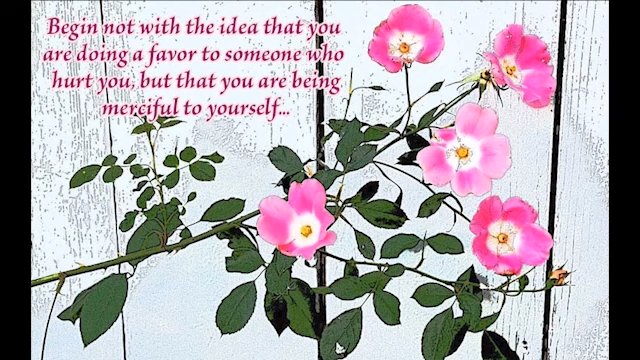 Begin not with the idea that you
are doing a favor to someone who
hurt you, but that you are being
merciful to yourself...